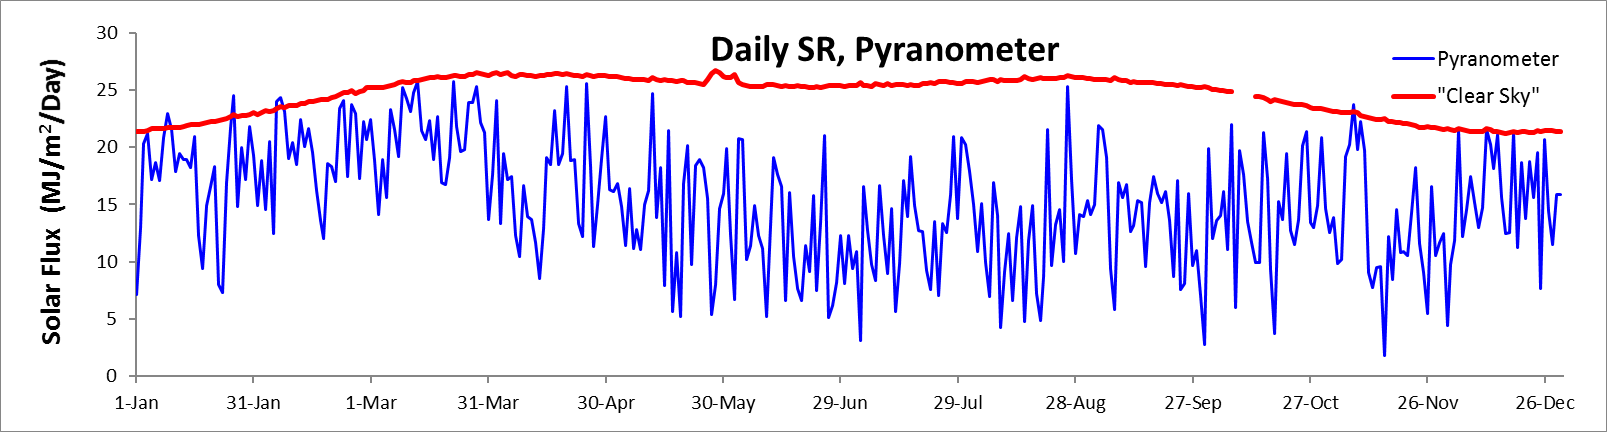 Daily SR, Pyranometer
Solar Flux (MJ/m²/Day)
30
25
20
15
10
5
0
Pyranometer
"Clear Sky"
1-Jan 31-Jan 1-Mar 31-Mar 30-Apr 30-May 29-Jun 29-Jul 28-Aug 27-Sep 27-Oct 26-Nov 26-Dec